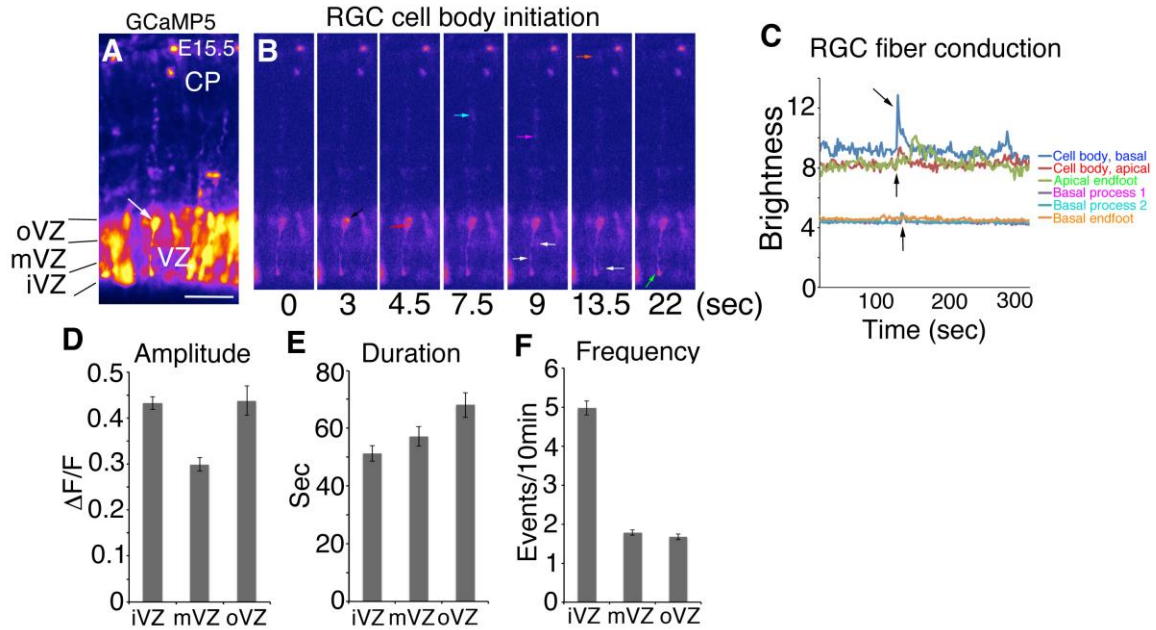 GCaMP5
RGC cell body initiation
A
E15.5
CP
VZ
oVZ
mVZ
iVZ
B
0 3 4.5 7.5 9 13.5 22 (sec)
C
RGC fiber conduction
Brightness
12
8
4
0
100 200 300
Time (sec)
Cell body, basal
Cell body, apical
Apical endfoot
Basal process 1
Basal process 2
Basal endfoot
D
Amplitude
ΔF/F
0.5
0.4
0.3
0.2
0.1
0
iVZ mVZ oVZ
E
Duration
Sec
80
60
40
20
0
iVZ mVZ oVZ
F
Frequency
Events/10min
6
5
4
3
2
1
0
iVZ mVZ oVZ